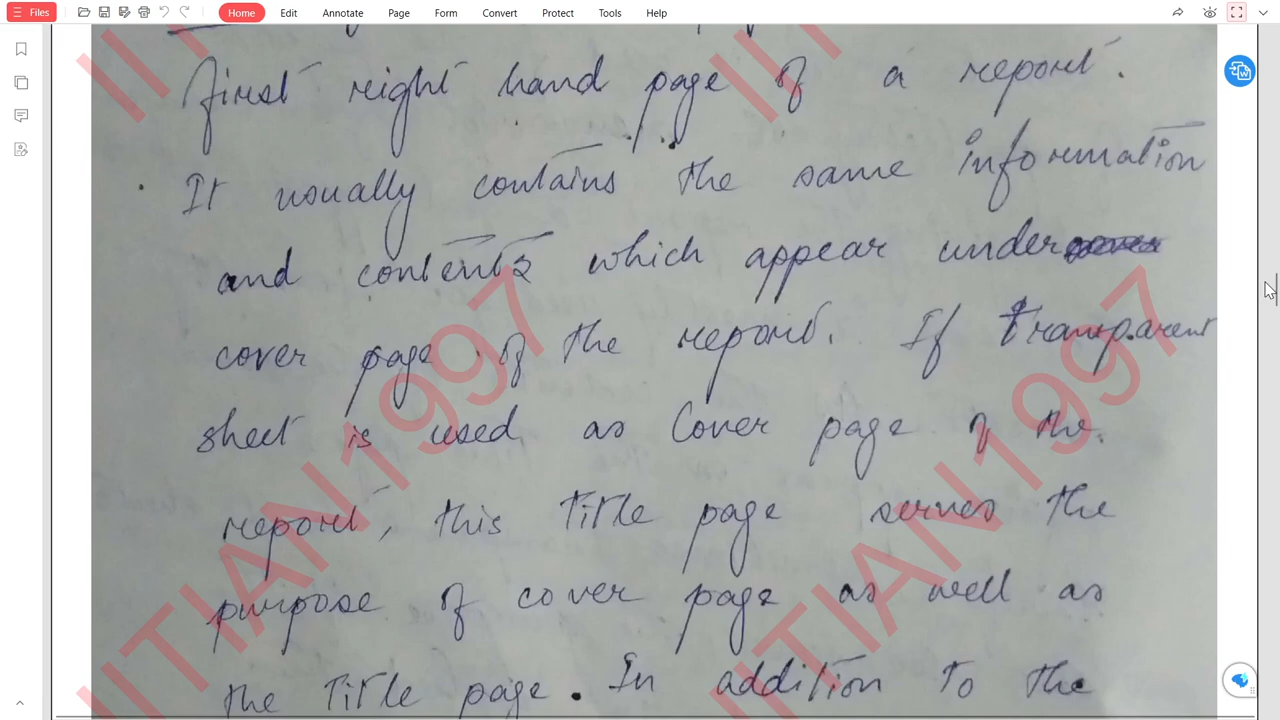 Files
Home Edit Annotate Page Form Convert Protect Tools Help
first right hand page of a report.
It usually contains the same information
and contents which appear under
cover page of the report. If transparent
sheet is used as Cover page of the
report, this Title page serves the
purpose of cover page as well as
the Title page. In addition to the
IITIAN1997
IITIAN1997